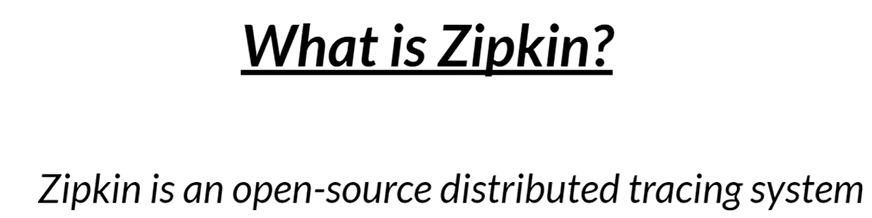 What is Zipkin?
Zipkin is an open-source distributed tracing system